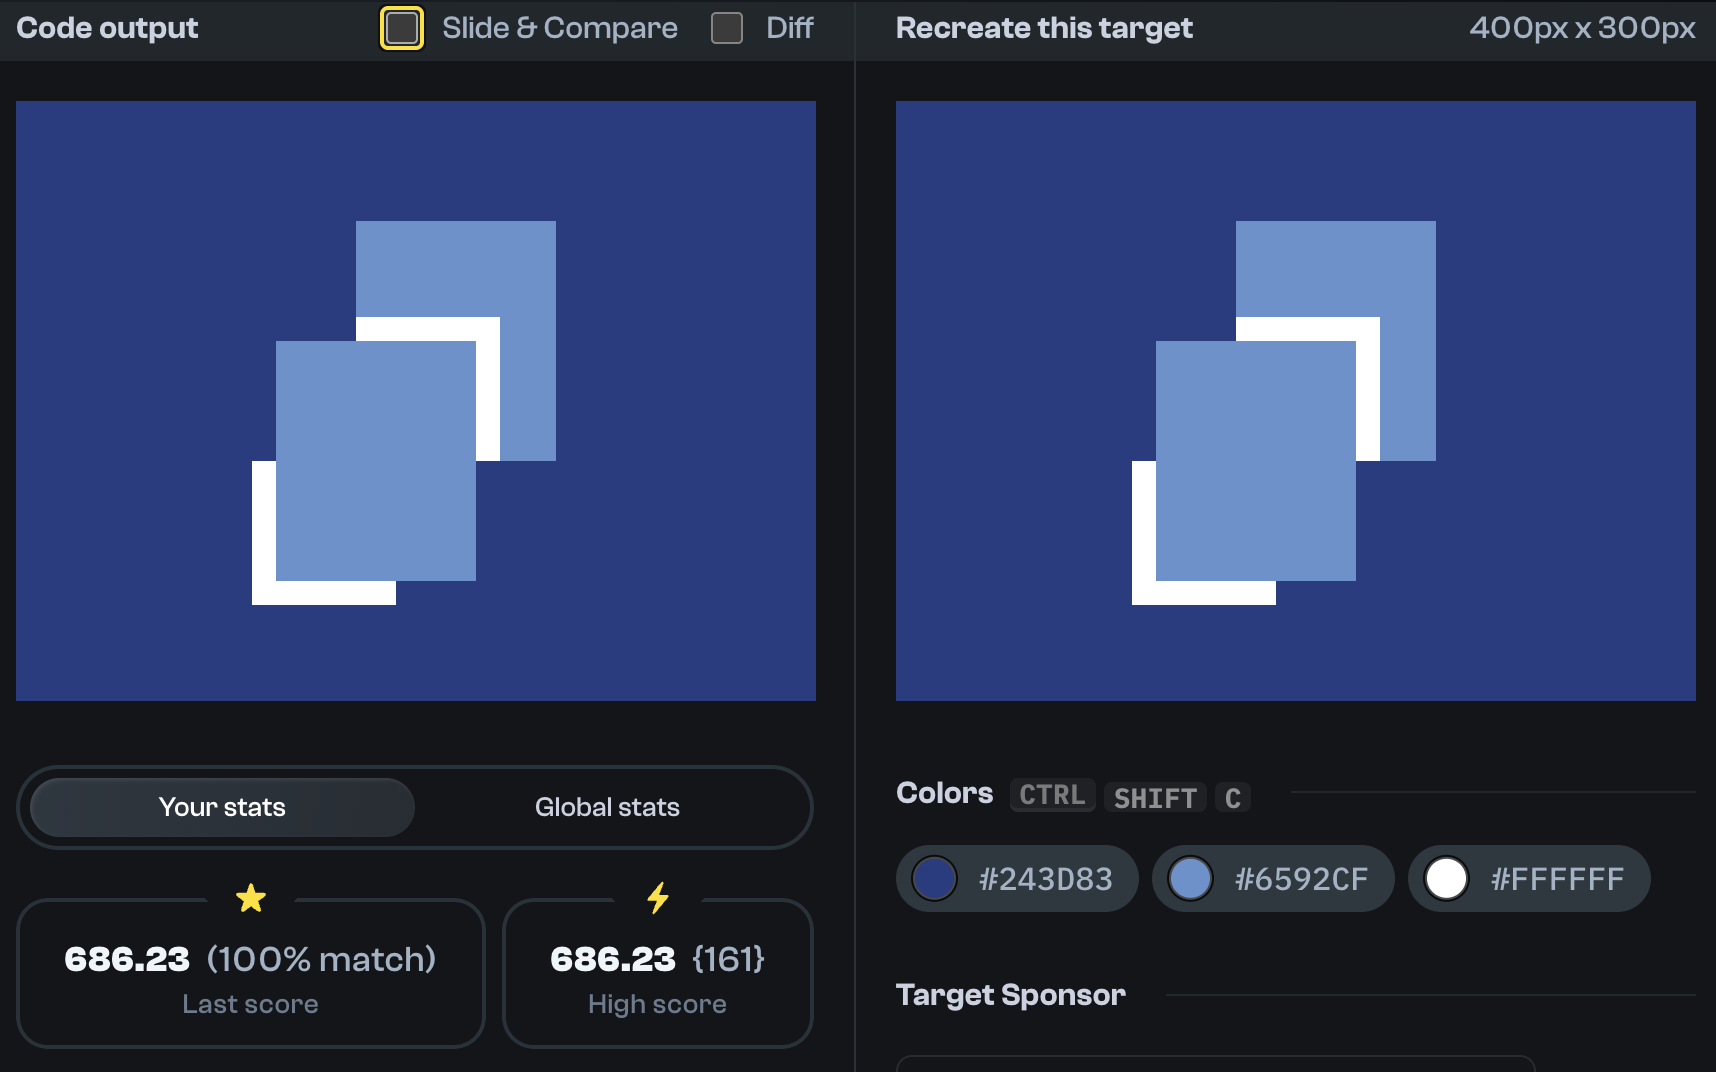 Code output
Slide & Compare
Diff
Recreate this target
400px x 300px
Your stats
Global stats
686.23 (100% match)
Last score
686.23 {161}
High score
Colors CTRL SHIFT C
#243D83
#6592CF
#FFFFFF
Target Sponsor